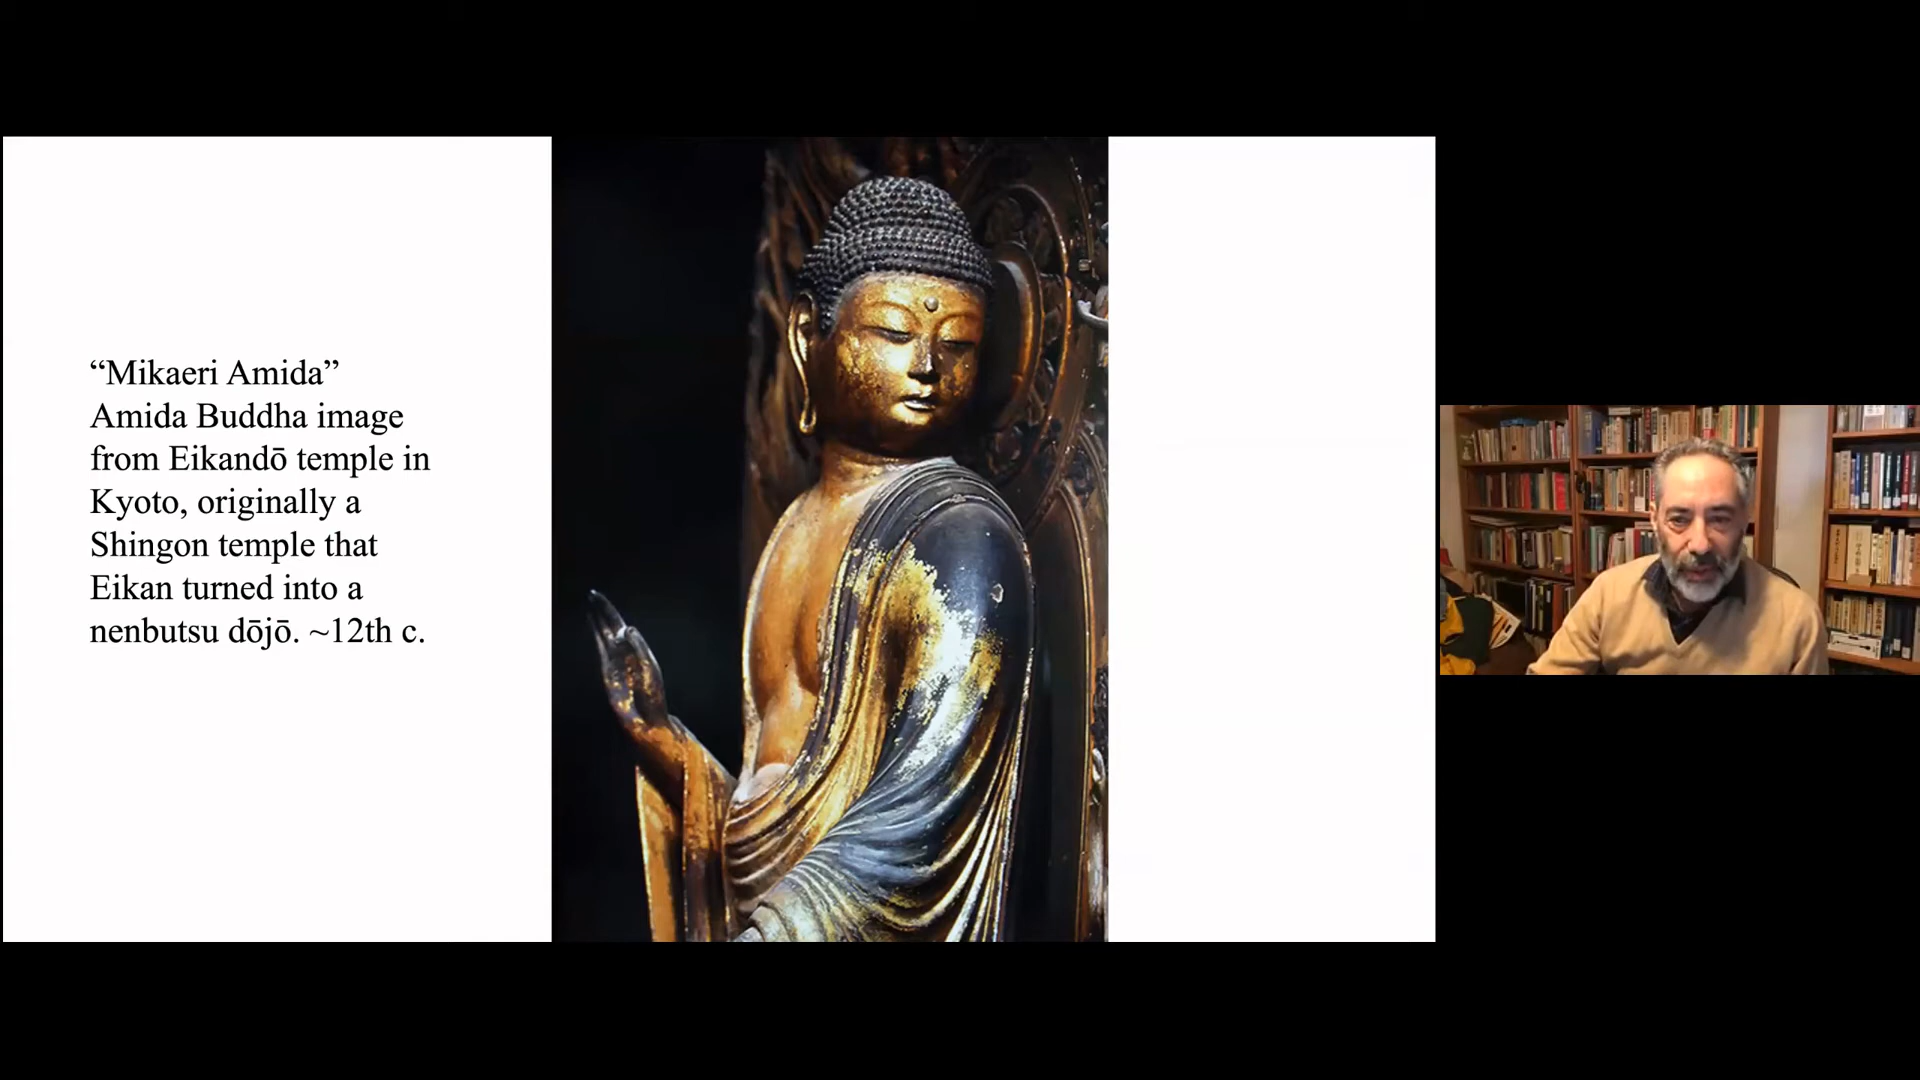 “Mikaeri Amida”
Amida Buddha image
from Eikandō temple in
Kyoto, originally a
Shingon temple that
Eikan turned into a
nenbutsu dōjō. ~12th c.